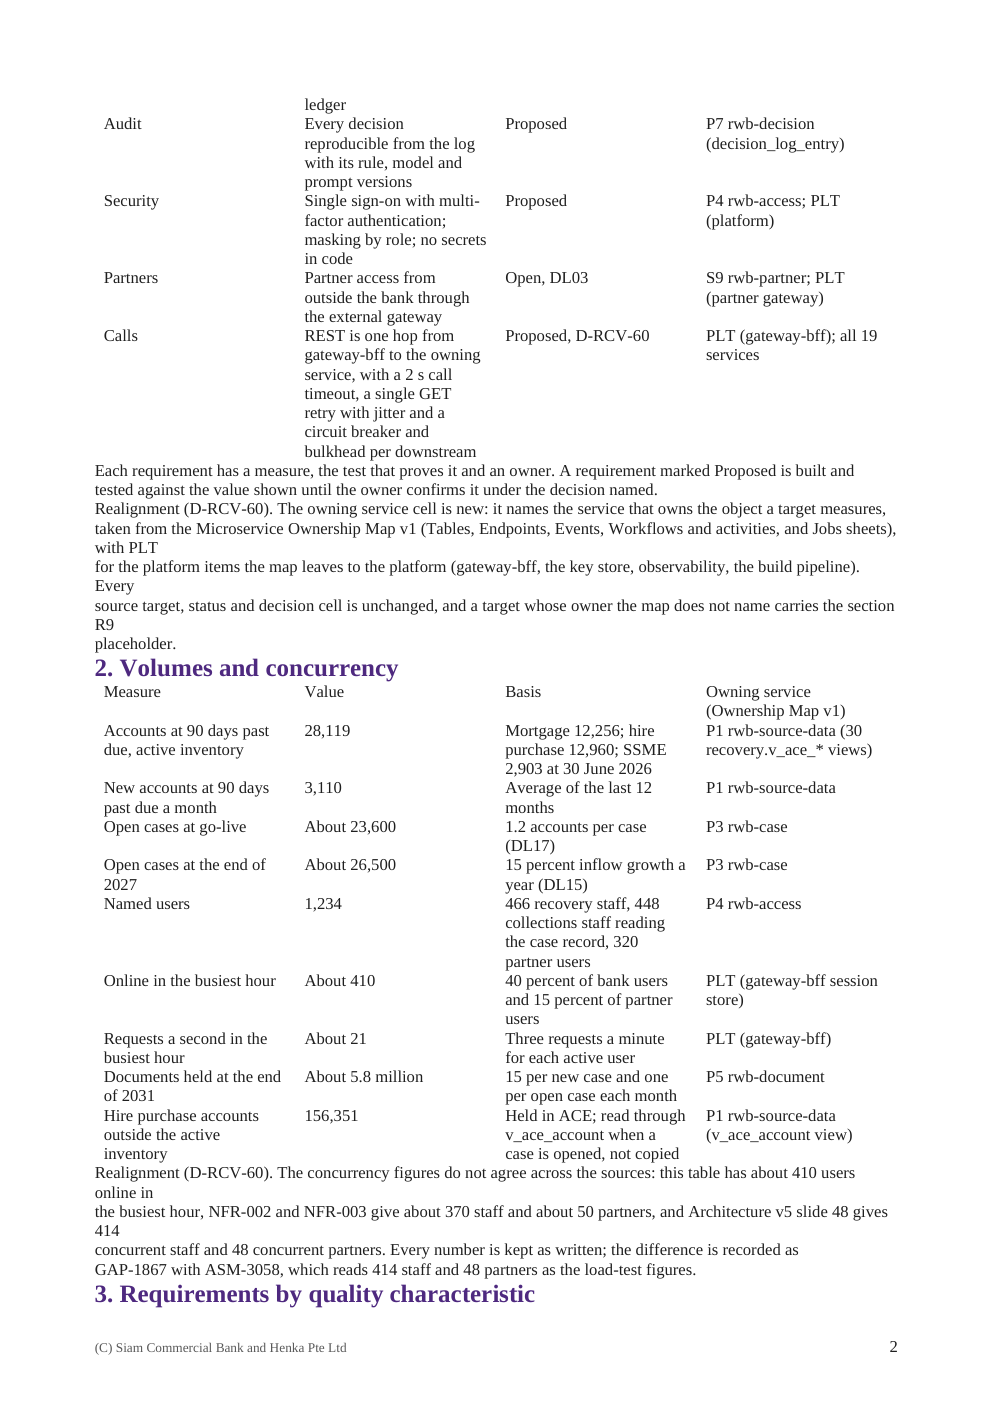 ledger
Audit Every decision Proposed P7 rwb-decision
reproducible from the log (decision_log_entry)
with its rule, model and
prompt versions
Security Single sign-on with multi- Proposed P4 rwb-access; PLT
factor authentication; (platform)
masking by role; no secrets
in code
Partners Partner access from Open, DL03 S9 rwb-partner; PLT
outside the bank through (partner gateway)
the external gateway
Calls REST is one hop from Proposed, D-RCV-60 PLT (gateway-bff); all 19
gateway-bff to the owning services
service, with a 2 s call
timeout, a single GET
retry with jitter and a
circuit breaker and
bulkhead per downstream
Each requirement has a measure, the test that proves it and an owner. A requirement marked Proposed is built and
tested against the value shown until the owner confirms it under the decision named.
Realignment (D-RCV-60). The owning service cell is new: it names the service that owns the object a target measures,
taken from the Microservice Ownership Map v1 (Tables, Endpoints, Events, Workflows and activities, and Jobs sheets),
with PLT
for the platform items the map leaves to the platform (gateway-bff, the key store, observability, the build pipeline).
Every
source target, status and decision cell is unchanged, and a target whose owner the map does not name carries the section
R9
placeholder.
2. Volumes and concurrency
Measure Value Basis Owning service
(Ownership Map v1)
Accounts at 90 days past 28,119 Mortgage 12,256; hire P1 rwb-source-data (30
due, active inventory purchase 12,960; SSME recovery.v_ace_* views)
2,903 at 30 June 2026
New accounts at 90 days 3,110 Average of the last 12 P1 rwb-source-data
past due a month months
Open cases at go-live About 23,600 1.2 accounts per case P3 rwb-case
(DL17)
Open cases at the end of About 26,500 15 percent inflow growth a P3 rwb-case
2027 year (DL15)
Named users 1,234 466 recovery staff, 448 P4 rwb-access
collections staff reading
the case record, 320
partner users
Online in the busiest hour About 410 40 percent of bank users PLT (gateway-bff session
and 15 percent of partner store)
users
Requests a second in the About 21 Three requests a minute PLT (gateway-bff)
busiest hour for each active user
Documents held at the end About 5.8 million 15 per new case and one P5 rwb-document
of 2031 per open case each month
Hire purchase accounts 156,351 Held in ACE; read through P1 rwb-source-data
outside the active v_ace_account when a (v_ace_account view)
inventory case is opened, not copied
Realignment (D-RCV-60). The concurrency figures do not agree across the sources: this table has about 410 users
online in
the busiest hour, NFR-002 and NFR-003 give about 370 staff and about 50 partners, and Architecture v5 slide 48 gives
414
concurrent staff and 48 concurrent partners. Every number is kept as written; the difference is recorded as
GAP-1867 with ASM-3058, which reads 414 staff and 48 partners as the load-test figures.
3. Requirements by quality characteristic
(C) Siam Commercial Bank and Henka Pte Ltd 2